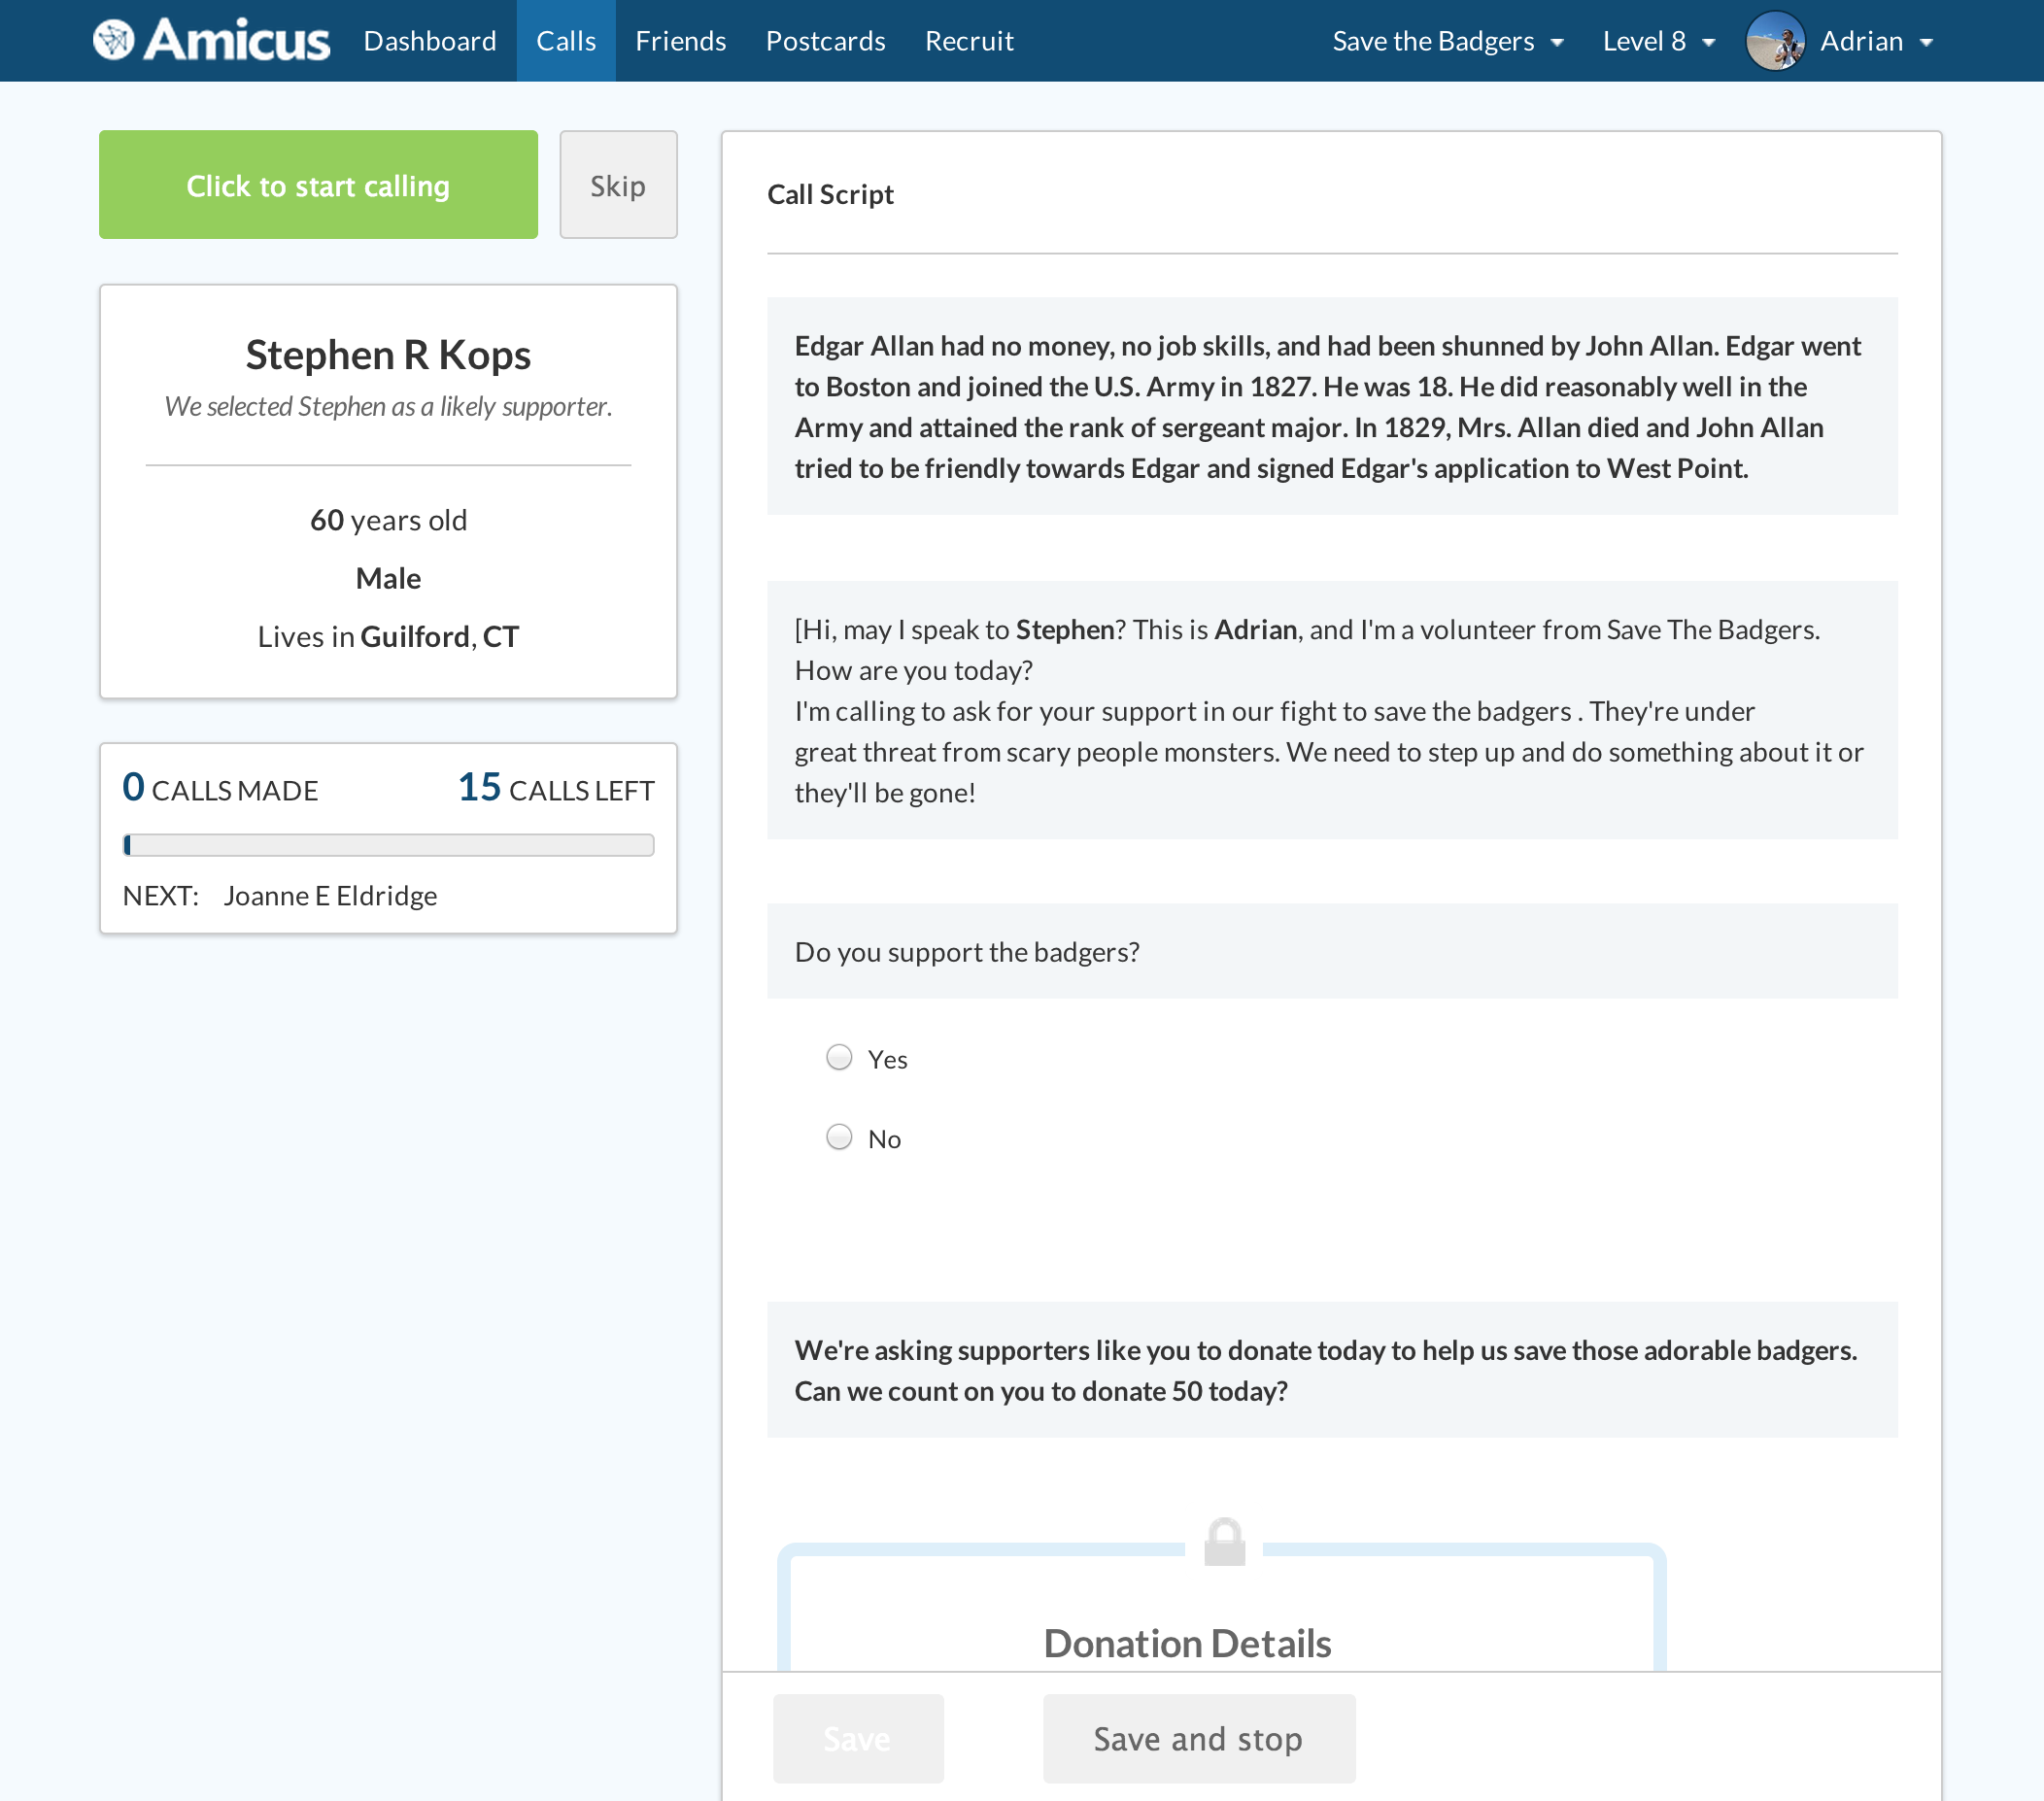 Amicus Dashboard Calls Friends Postcards Recruit Save the Badgers Level 8 Adrian
Click to start calling Skip
Stephen R Kops
We selected Stephen as a likely supporter.
60 years old
Male
Lives in Guilford, CT
0 CALLS MADE 15 CALLS LEFT
NEXT: Joanne E Eldridge
Call Script
Edgar Allan had no money, no job skills, and had been shunned by John Allan. Edgar went
to Boston and joined the U.S. Army in 1827. He was 18. He did reasonably well in the
Army and attained the rank of sergeant major. In 1829, Mrs. Allan died and John Allan
tried to be friendly towards Edgar and signed Edgar's application to West Point.
[Hi, may I speak to Stephen? This is Adrian, and I'm a volunteer from Save The Badgers.
How are you today?
I'm calling to ask for your support in our fight to save the badgers . They're under
great threat from scary people monsters. We need to step up and do something about it or
they'll be gone!
Do you support the badgers?
Yes
No
We're asking supporters like you to donate today to help us save those adorable badgers.
Can we count on you to donate 50 today?
Donation Details
Save Save and stop